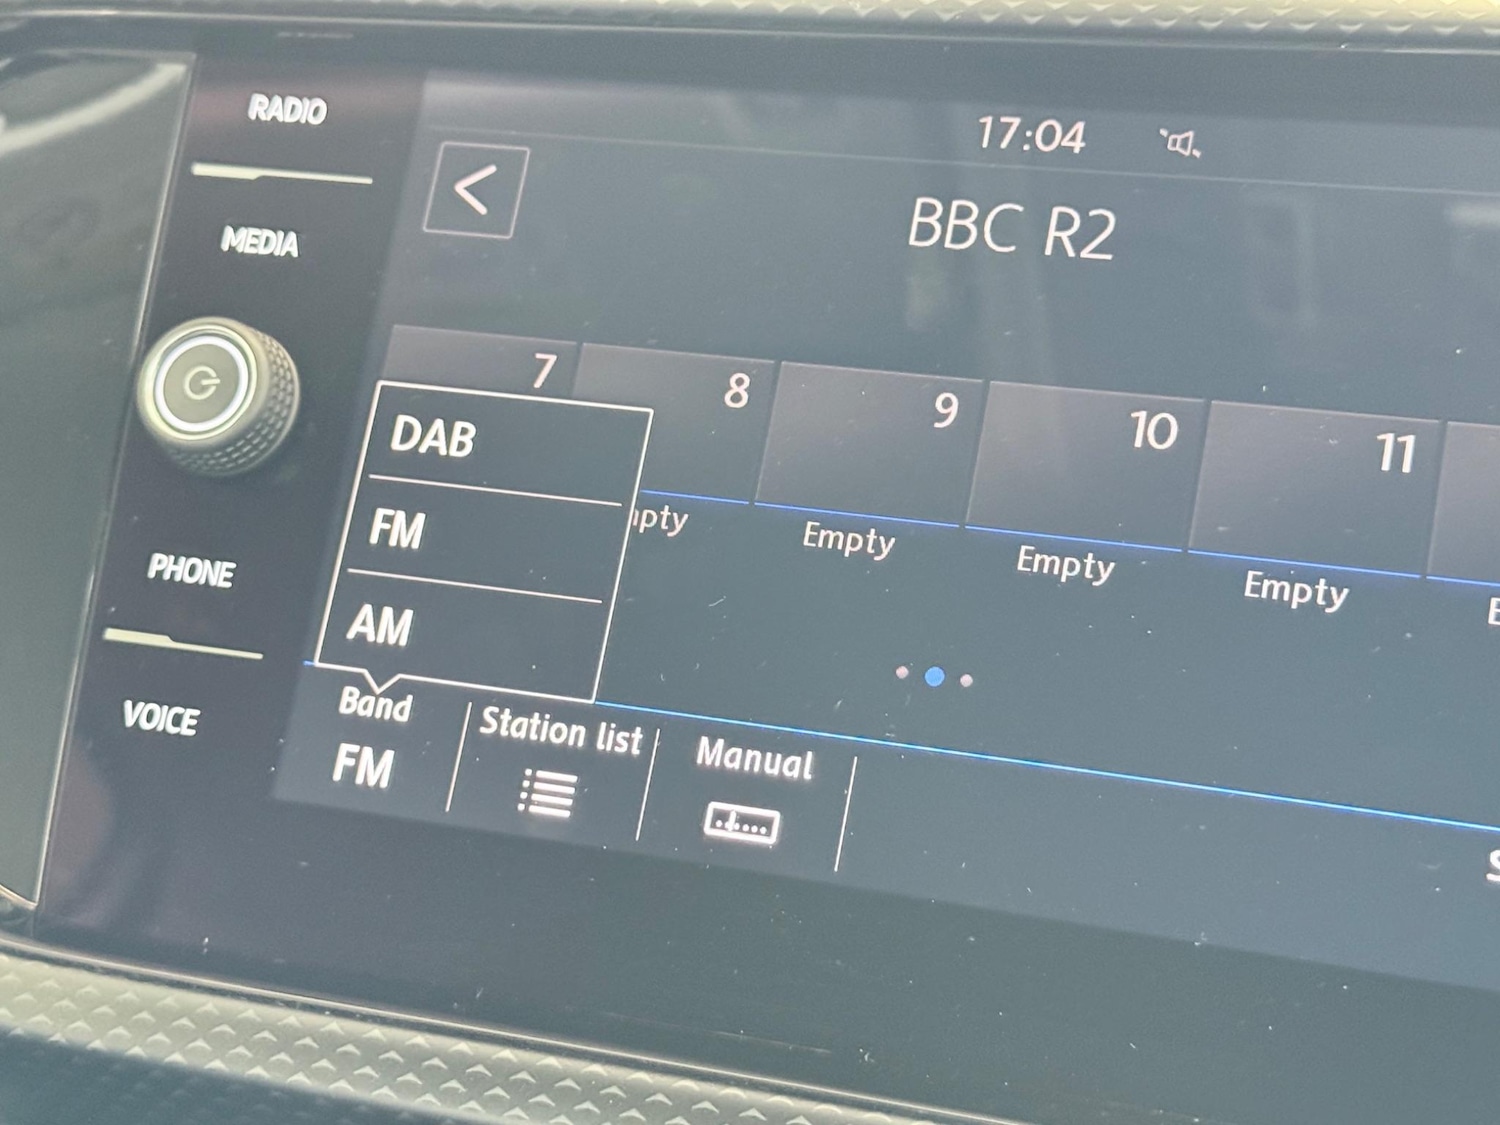 RADIO
MEDIA
PHONE
VOICE
17:04
BBC R2
7
8
9
10
11
DAB
FM
AM
pty
Empty
Empty
Empty
Band
FM
Station list
Manual